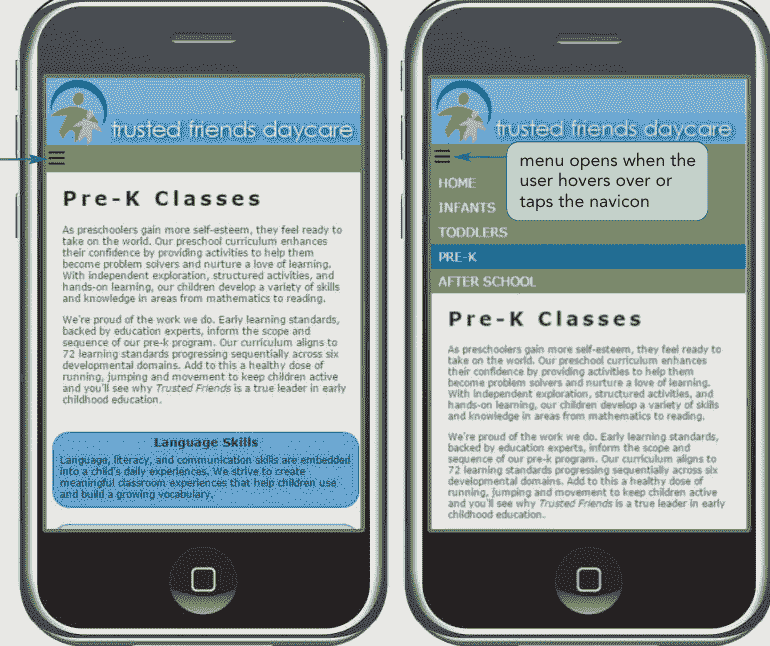 trusted friends daycare
Pre-K Classes
As preschoolers gain more self-esteem, they feel ready to
take on the world. Our preschool curriculum enhances
their confidence by providing activities to help them
become problem solvers and nurture a love of learning.
With independent exploration, structured activities, and
hands-on learning, our children develop a variety of skills
and knowledge in areas from mathematics to reading.
We're proud of the work we do. Early learning standards,
backed by education experts, inform the scope and
sequence of our pre-k program. Our curriculum aligns to
72 learning standards progressing sequentially across six
developmental domains. Add to this a healthy dose of
running, jumping and movement to keep children active
and you'll see why Trusted Friends is a true leader in early
childhood education.
Language Skills
Language, literacy, and communication skills are embedded
into a child's daily experiences. We strive to create
meaningful classroom experiences that help children use
and build a growing vocabulary.
trusted friends daycare
menu opens when the
user hovers over or
taps the navicon
HOME
INFANTS
TODDLERS
PRE-K
AFTER SCHOOL
Pre-K Classes
As preschoolers gain more self-esteem, they feel ready to
take on the world. Our preschool curriculum enhances
their confidence by providing activities to help them
become problem solvers and nurture a love of learning.
With independent exploration, structured activities, and
hands-on learning, our children develop a variety of skills
and knowledge in areas from mathematics to reading.
We're proud of the work we do. Early learning standards,
backed by education experts, inform the scope and
sequence of our pre-k program. Our curriculum aligns to
72 learning standards progressing sequentially across six
developmental domains. Add to this a healthy dose of
running, jumping and movement to keep children active
and you'll see why Trusted Friends is a true leader in early
childhood education.